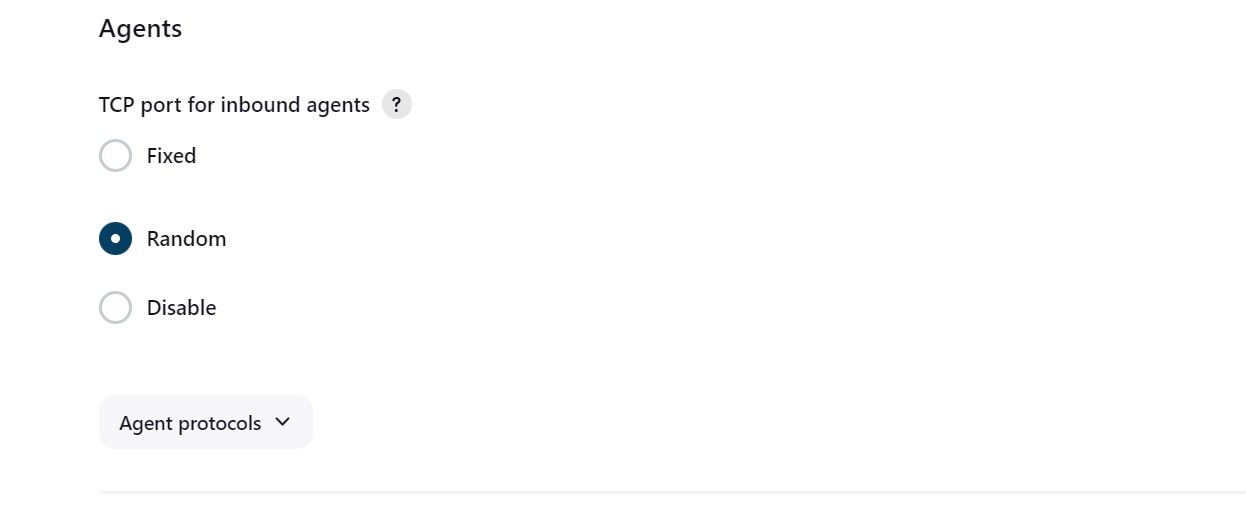 Agents
TCP port for inbound agents ?
Fixed
Random
Disable
Agent protocols